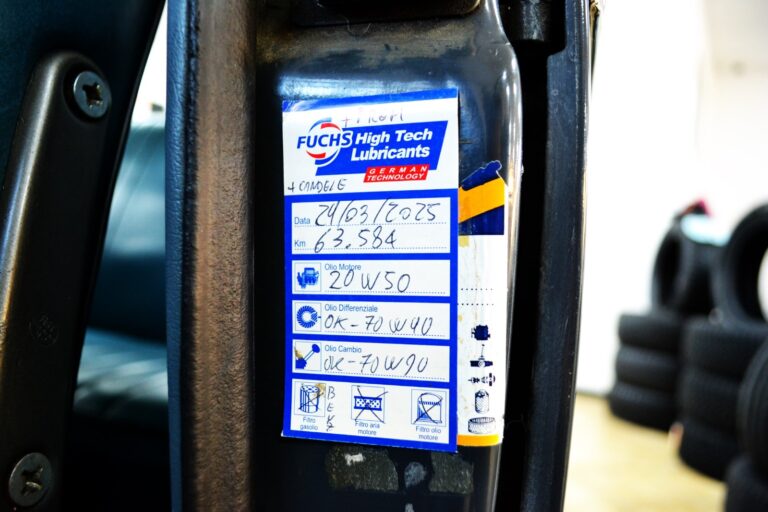 FUCHS High Tech
Lubricants
GERMAN
TECHNOLOGY
+ CANDELE
Data 24/03/2025
Km 63.584
Olio Motore
20W50
Olio Differenziale
OK-70W90
Olio Cambio
OK-70W90
Filtro gasolio
Filtro aria motore
Filtro olio motore